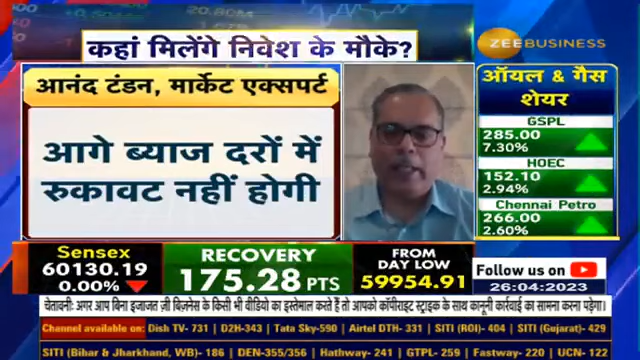 कहां मिलेंगे निवेश के मौके?
ZEEBUSINESS
आनंद टंडन, मार्केट एक्सपर्ट
आगे ब्याज दरों में
रुकावट नहीं होगी
ऑयल & गैस
शेयर
GSPL
285.00
7.30%
HOEC
152.10
2.94%
Chennai Petro
266.00
2.60%
Sensex
60130.19
0.00%
RECOVERY
175.28 PTS
FROM
DAY LOW
59954.91
Follow us on
26:04:2023
चेतावनी: अगर आप बिना इजाजत ज़ी बिज़नेस के किसी भी वीडियो का इस्तेमाल करते हैं तो आपको कॉपीराइट स्ट्राइक के साथ कानूनी कार्रवाई का सामना करना पड़ेगा.
Channel available on: Dish TV- 731 | D2H-343 | Tata Sky-590 | Airtel DTH- 331 | SITI (ROI) - 404 | SITI (Gujarat) - 429
SITI (Bihar & Jharkhand, WB)- 186 | DEN-355/356 | Hathway-241 | GTPL- 259 | Fastway-220 | UCN-122